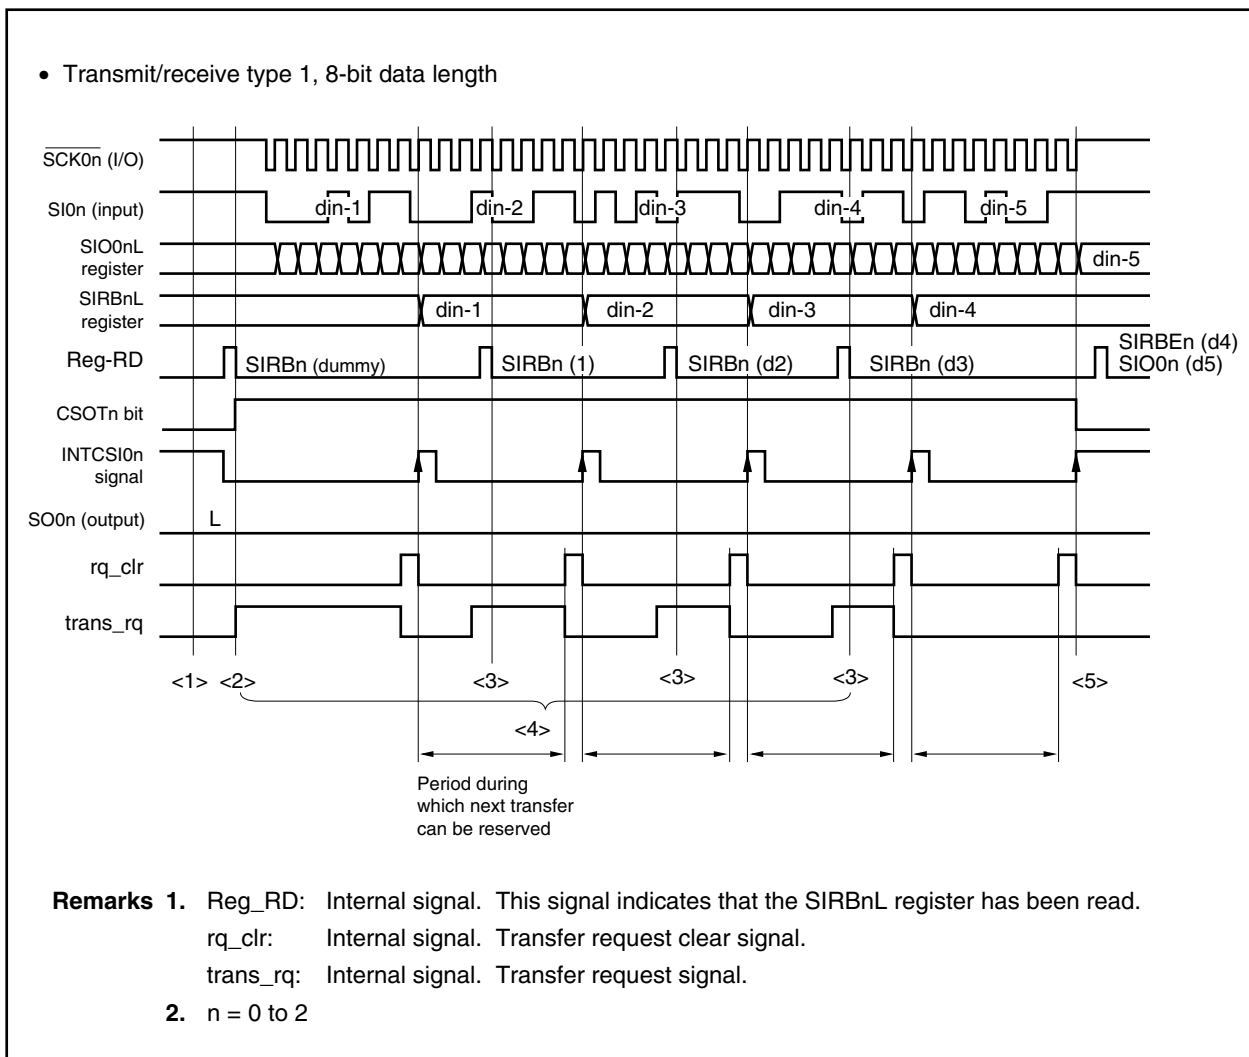 • Transmit/receive type 1, 8-bit data length
SCK0n (I/O)
SI0n (input)
din-1 din-2 din-3 din-4 din-5
SIO0nL
register
din-5
SIRBnL
register
din-1 din-2 din-3 din-4
Reg-RD
SIRBn (dummy) SIRBn (1) SIRBn (d2) SIRBn (d3)
SIRBEn (d4)
SIO0n (d5)
CSOTn bit
INTCSI0n
signal
SO0n (output) L
rq_clr
trans_rq
<1> <2> <3> <3> <3> <5>
<4>
Period during
which next transfer
can be reserved
Remarks 1. Reg_RD: Internal signal. This signal indicates that the SIRBnL register has been read.
rq_clr: Internal signal. Transfer request clear signal.
trans_rq: Internal signal. Transfer request signal.
2. n = 0 to 2